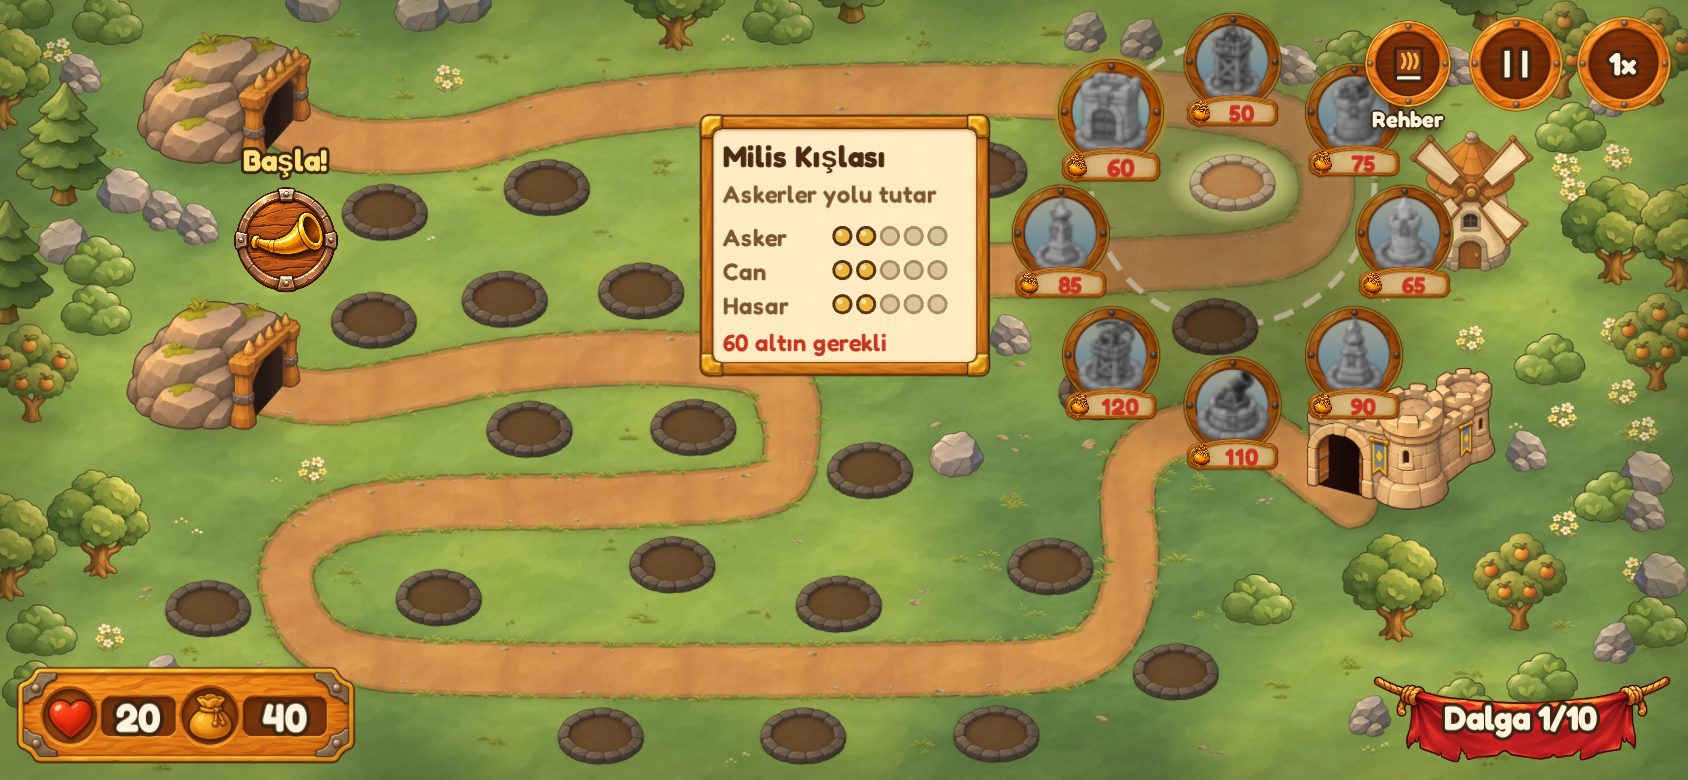 Başla!
Milis Kışlası
Askerler yolu tutar
Asker
Can
Hasar
60 altın gerekli
50
60
75
85
65
120
90
110
Rehber
1x
20
40
Dalga 1/10